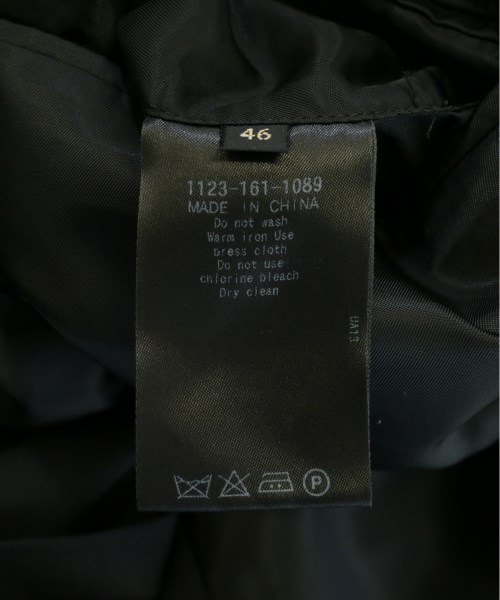 46
1123-161-1089
MADE IN CHINA
Do not wash
Warm iron Use
press cloth
Do not use
chlorine bleach
Dry clean
UA13
P